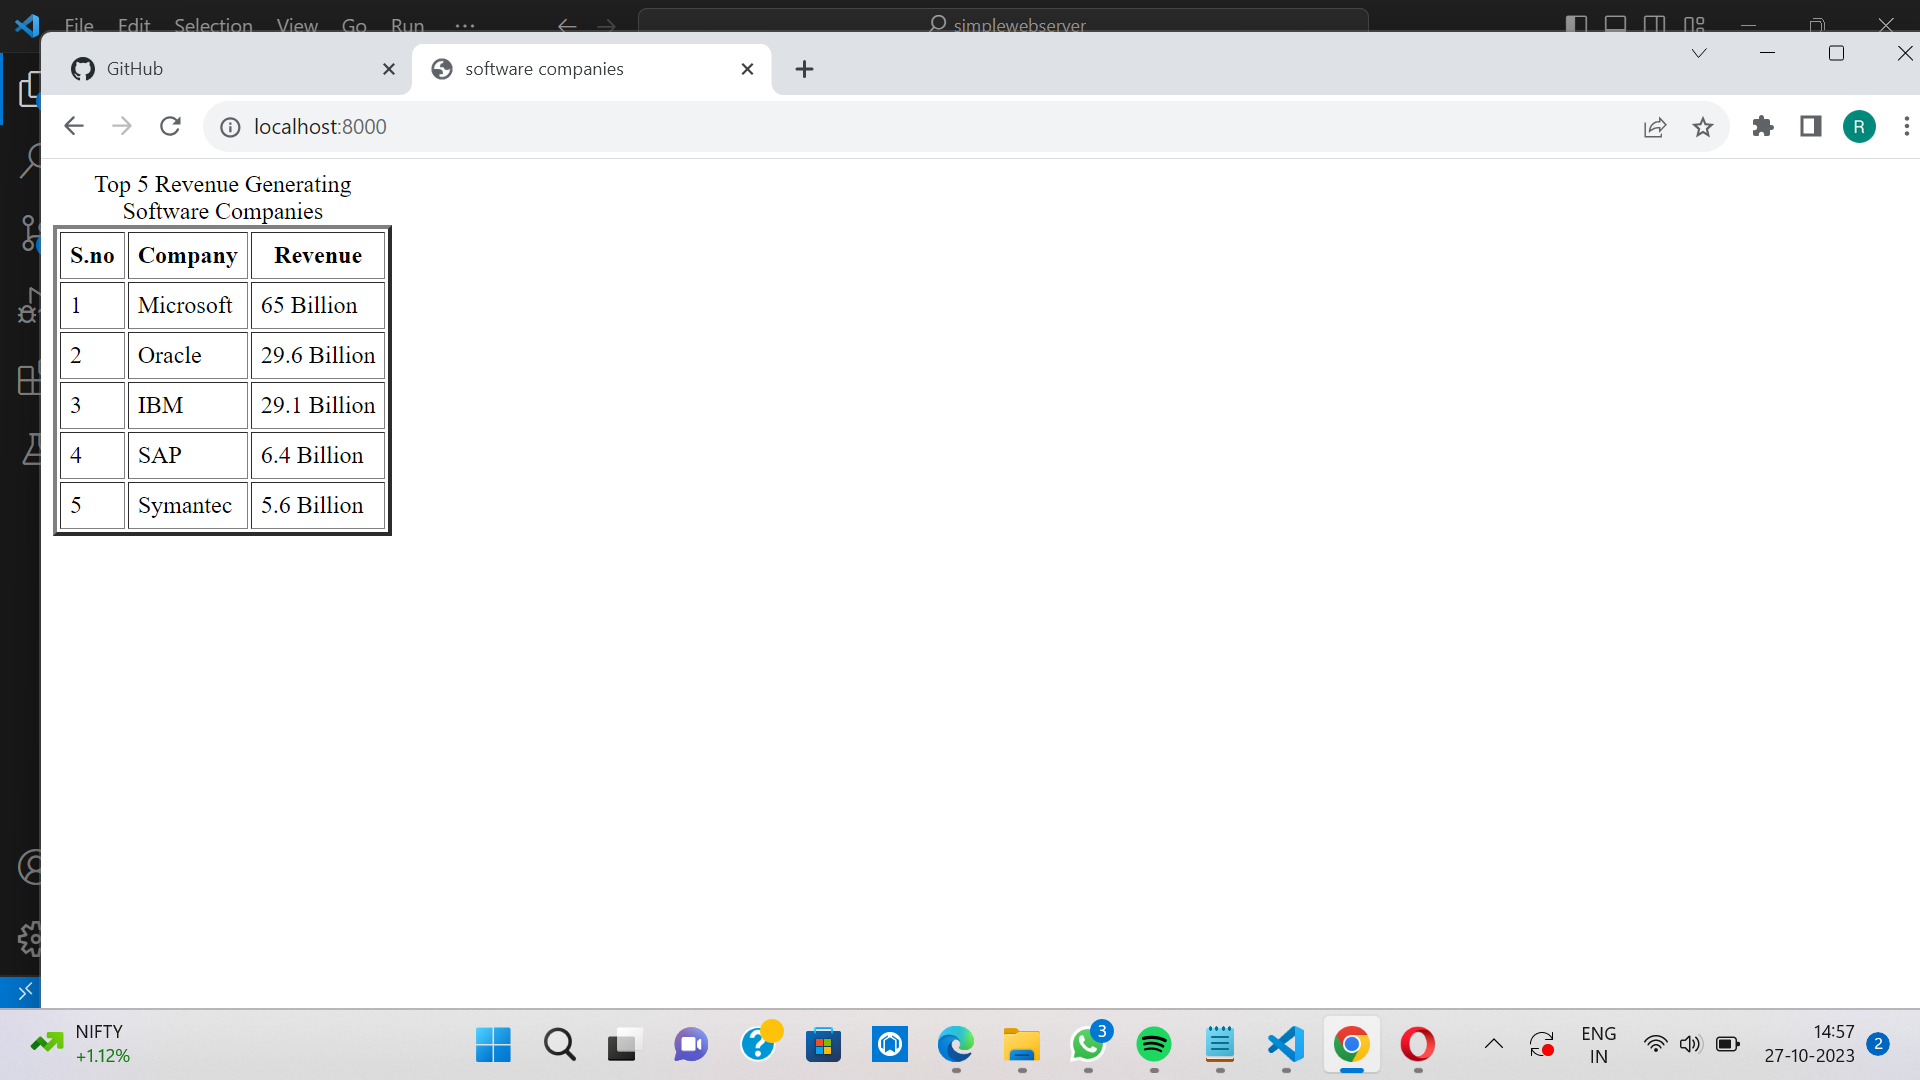 File Edit Selection View Go Run ...
simplewebserver
GitHub
software companies
localhost:8000
R
Top 5 Revenue Generating
Software Companies
S.no Company Revenue
1 Microsoft 65 Billion
2 Oracle 29.6 Billion
3 IBM 29.1 Billion
4 SAP 6.4 Billion
5 Symantec 5.6 Billion
NIFTY
+1.12%
3
ENG
IN
14:57
27-10-2023
2